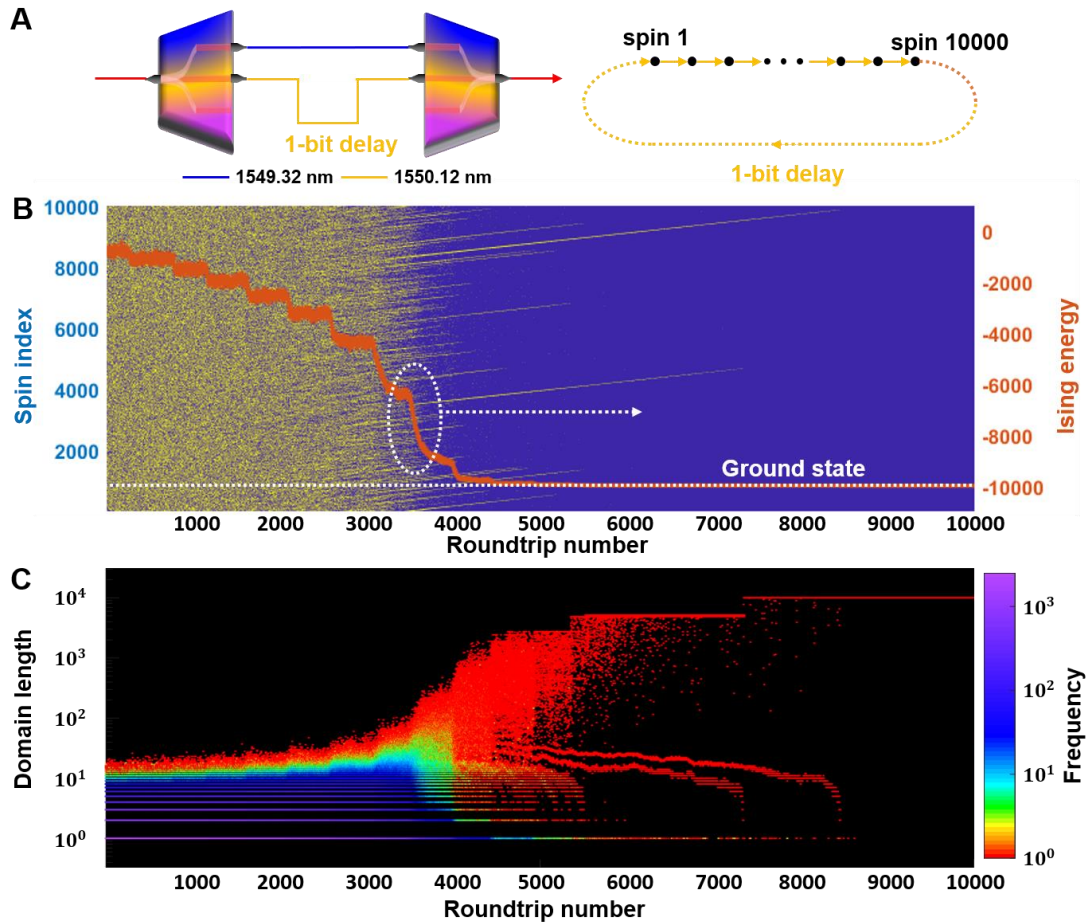 A
1-bit delay
1549.32 nm
1550.12 nm
spin 1
spin 10000
1-bit delay
B
Spin index
10000
8000
6000
4000
2000
0
-2000
-4000
-6000
-8000
-10000
Ising energy
Ground state
1000 2000 3000 4000 5000 6000 7000 8000 9000 10000
Roundtrip number
C
Domain length
10⁴
10³
10²
10¹
10⁰
10³
10²
10¹
10⁰
Frequency
1000 2000 3000 4000 5000 6000 7000 8000 9000 10000
Roundtrip number